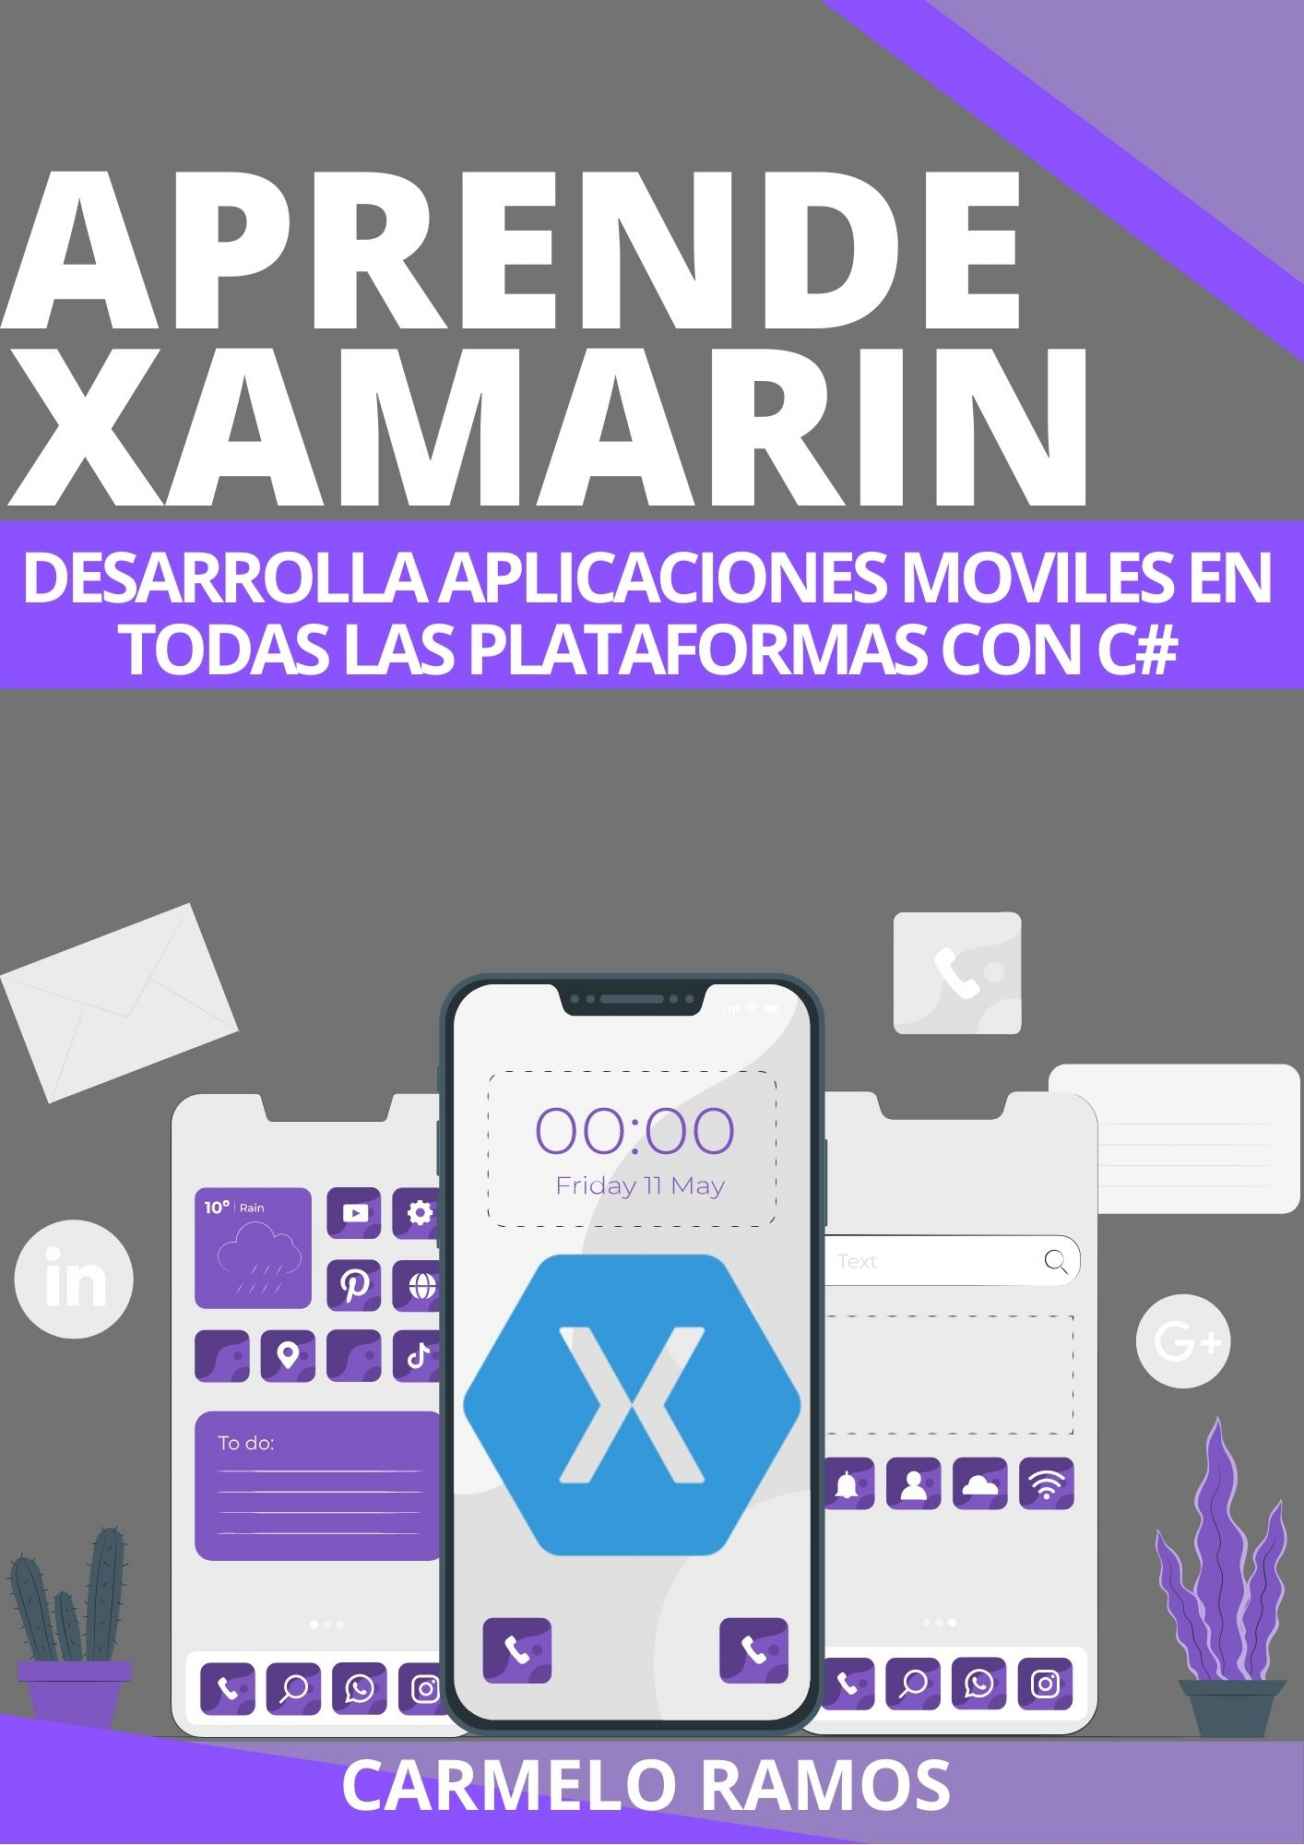 APRENDE
XAMARIN
DESARROLLA APLICACIONES MOVILES EN
TODAS LAS PLATAFORMAS CON C#
00:00
Friday 11 May
10° | Rain
To do:
Text
in
G+
X
CARMELO RAMOS